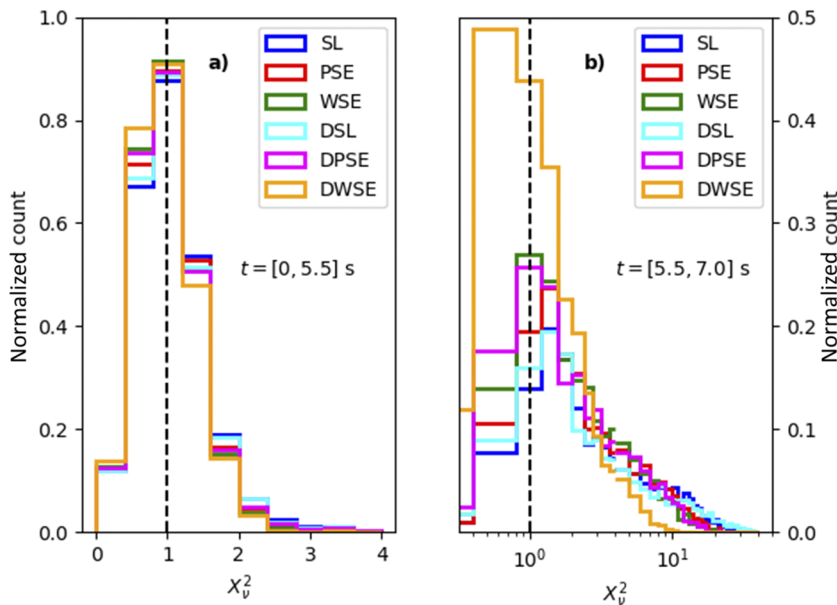 1.0
0.8
0.6
0.4
0.2
0.0
Normalized count
a)
SL
PSE
WSE
DSL
DPSE
DWSE
t = [0, 5.5] s
0 1 2 3 4
X²ᵥ
b)
SL
PSE
WSE
DSL
DPSE
DWSE
t = [5.5, 7.0] s
10⁰ 10¹
X²ᵥ
0.5
0.4
0.3
0.2
0.1
0.0
Normalized count